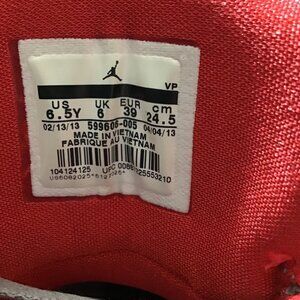 VP
US UK EUR cm
6.5Y 6 39 24.5
02/13/13 599606-005 04/04/13
MADE IN VIETNAM
FABRIQUE AU VIETNAM
104124125 UPC